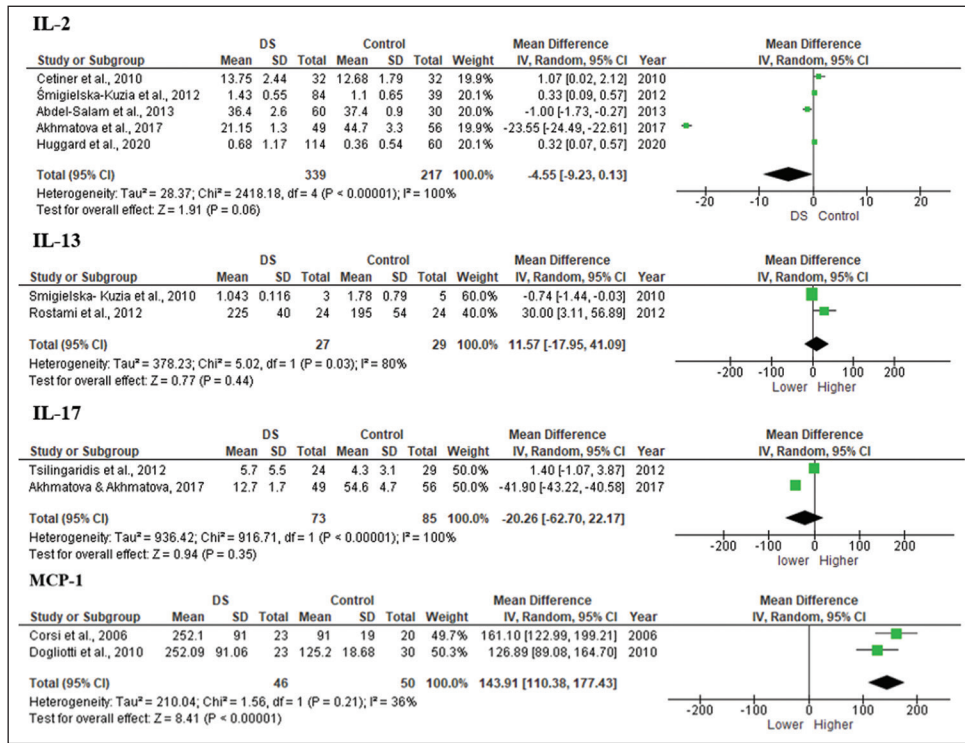 IL-2
DS Control Mean Difference Mean Difference
Study or Subgroup Mean SD Total Mean SD Total Weight IV, Random, 95% CI Year IV, Random, 95% CI
Cetiner et al., 2010 13.75 2.44 32 12.68 1.79 32 19.9% 1.07 [0.02, 2.12] 2010
Śmigielska-Kuzia et al., 2012 1.43 0.55 84 1.1 0.65 39 20.1% 0.33 [0.09, 0.57] 2012
Abdel-Salam et al., 2013 36.4 2.6 60 37.4 0.9 30 20.0% -1.00 [-1.73, -0.27] 2013
Akhmatova et al., 2017 21.15 1.3 49 44.7 3.3 56 19.9% -23.55 [-24.49, -22.61] 2017
Huggard et al., 2020 0.68 1.17 114 0.36 0.54 60 20.1% 0.32 [0.07, 0.57] 2020
Total (95% CI) 339 217 100.0% -4.55 [-9.23, 0.13]
Heterogeneity: Tau² = 28.37; Chi² = 2418.18, df = 4 (P < 0.00001); I² = 100%
Test for overall effect: Z = 1.91 (P = 0.06)
-20 -10 0 10 20
DS Control
IL-13
DS Control Mean Difference Mean Difference
Study or Subgroup Mean SD Total Mean SD Total Weight IV, Random, 95% CI Year IV, Random, 95% CI
Smigielska- Kuzia et al., 2010 1.043 0.116 3 1.78 0.79 5 60.0% -0.74 [-1.44, -0.03] 2010
Rostami et al., 2012 225 40 24 195 54 24 40.0% 30.00 [3.11, 56.89] 2012
Total (95% CI) 27 29 100.0% 11.57 [-17.95, 41.09]
Heterogeneity: Tau² = 378.23; Chi² = 5.02, df = 1 (P = 0.03); I² = 80%
Test for overall effect: Z = 0.77 (P = 0.44)
-200 -100 0 100 200
Lower Higher
IL-17
DS Control Mean Difference Mean Difference
Study or Subgroup Mean SD Total Mean SD Total Weight IV, Random, 95% CI Year IV, Random, 95% CI
Tsilingaridis et al., 2012 5.7 5.5 24 4.3 3.1 29 50.0% 1.40 [-1.07, 3.87] 2012
Akhmatova & Akhmatova, 2017 12.7 1.7 49 54.6 4.7 56 50.0% -41.90 [-43.22, -40.58] 2017
Total (95% CI) 73 85 100.0% -20.26 [-62.70, 22.17]
Heterogeneity: Tau² = 936.42; Chi² = 916.71, df = 1 (P < 0.00001); I² = 100%
Test for overall effect: Z = 0.94 (P = 0.35)
-200 -100 0 100 200
lower Higher
MCP-1
DS Control Mean Difference Mean Difference
Study or Subgroup Mean SD Total Mean SD Total Weight IV, Random, 95% CI Year IV, Random, 95% CI
Corsi et al., 2006 252.1 91 23 91 19 20 49.7% 161.10 [122.99, 199.21] 2006
Dogliotti et al., 2010 252.09 91.06 23 125.2 18.68 30 50.3% 126.89 [89.08, 164.70] 2010
Total (95% CI) 46 50 100.0% 143.91 [110.38, 177.43]
Heterogeneity: Tau² = 210.04; Chi² = 1.56, df = 1 (P = 0.21); I² = 36%
Test for overall effect: Z = 8.41 (P < 0.00001)
-200 -100 0 100 200
Lower Higher